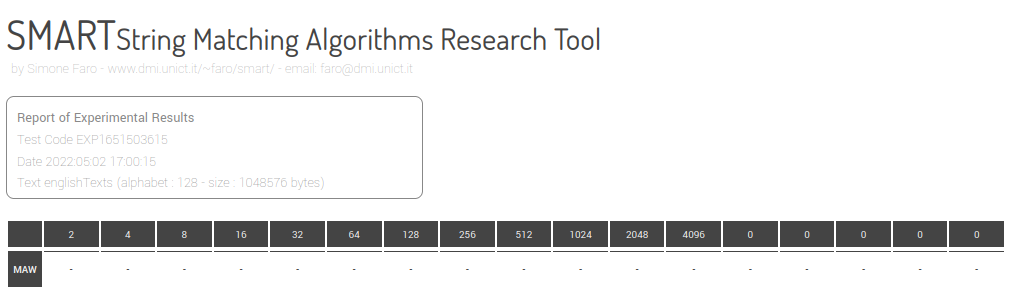 SMARTString Matching Algorithms Research Tool
by Simone Faro - www.dmi.unict.it/~faro/smart/ - email: faro@dmi.unict.it
Report of Experimental Results
Test Code EXP1651503615
Date 2022:05:02 17:00:15
Text englishTexts (alphabet : 128 - size : 1048576 bytes)
2 4 8 16 32 64 128 256 512 1024 2048 4096 0 0 0 0 0
MAW - - - - - - - - - - - - - - - - -